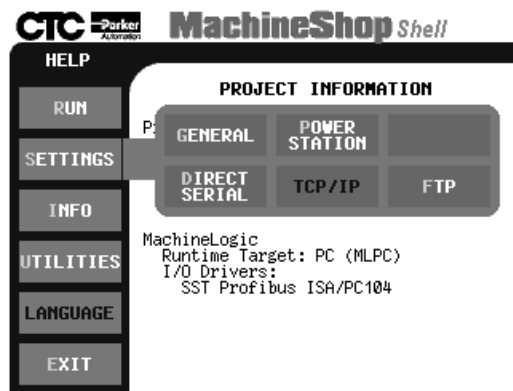 CTC Parker Automation MachineShop Shell
HELP
PROJECT INFORMATION
RUN
P
GENERAL
POWER STATION
SETTINGS
DIRECT SERIAL
TCP/IP
FTP
INFO
MachineLogic
Runtime Target: PC (MLPC)
I/O Drivers:
SST Profibus ISA/PC104
UTILITIES
LANGUAGE
EXIT